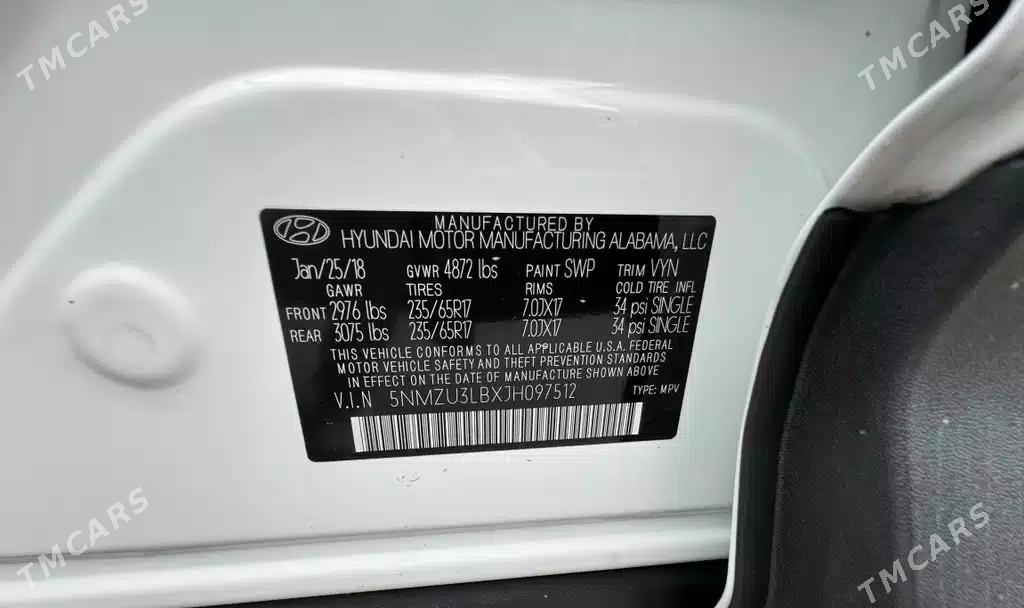 TMCARS
TMCARS
MANUFACTURED BY
HYUNDAI MOTOR MANUFACTURING ALABAMA, LLC
Jan/25/18 GVWR 4872 lbs PAINT SWP TRIM VYN
GAWR TIRES RIMS COLD TIRE INFL
FRONT 2976 lbs 235/65R17 7.0JX17 34 psi SINGLE
REAR 3075 lbs 235/65R17 7.0JX17 34 psi SINGLE
THIS VEHICLE CONFORMS TO ALL APPLICABLE U.S.A. FEDERAL
MOTOR VEHICLE SAFETY AND THEFT PREVENTION STANDARDS
IN EFFECT ON THE DATE OF MANUFACTURE SHOWN ABOVE
V.I.N 5NMZU3LBXJH097512 TYPE: MPV
TMCARS
TMCARS